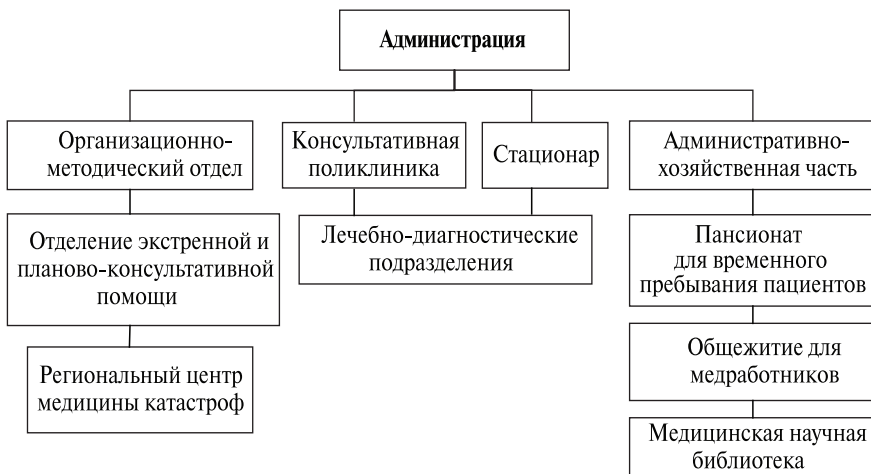 Администрация
Организационно-
методический отдел
Консультативная
поликлиника
Стационар
Административно-
хозяйственная часть
Отделение экстренной и
планово-консультативной
помощи
Лечебно-диагностические
подразделения
Пансионат
для временного
пребывания пациентов
Региональный центр
медицины катастроф
Общежитие для
медработников
Медицинская научная
библиотека